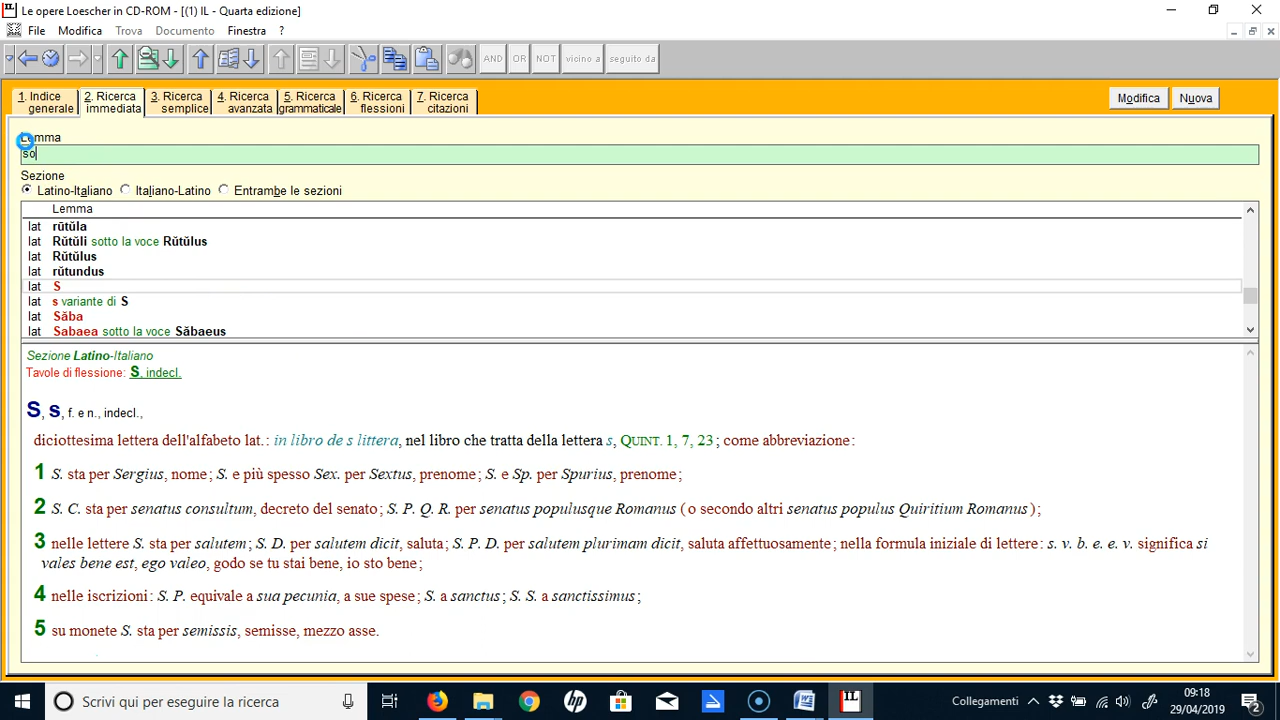 Le opere Loescher in CD-ROM - [(1) IL - Quarta edizione]
File Modifica Trova Documento Finestra ?
AND OR NOT vicino a seguito da
1. Indice generale 2. Ricerca immediata 3. Ricerca semplice 4. Ricerca avanzata 5. Ricerca grammaticale 6. Ricerca flessioni 7. Ricerca citazioni Modifica Nuova
Lemma
so
Sezione
Latino-Italiano Italiano-Latino Entrambe le sezioni
Lemma
lat rŭtŭla
lat Rŭtŭli sotto la voce Rŭtŭlus
lat Rŭtŭlus
lat rŭtundus
lat S
lat s variante di S
lat Săba
lat Sabaea sotto la voce Săbaeus
Sezione Latino-Italiano
Tavole di flessione: S, indecl.
S, s, f. e n., indecl.,
diciottesima lettera dell'alfabeto lat.: in libro de s littera, nel libro che tratta della lettera s, QUINT. 1, 7, 23; come abbreviazione:
1 S. sta per Sergius, nome; S. e più spesso Sex. per Sextus, prenome; S. e Sp. per Spurius, prenome;
2 S. C. sta per senatus consultum, decreto del senato; S. P. Q. R. per senatus populusque Romanus (o secondo altri senatus populus Quiritium Romanus);
3 nelle lettere S. sta per salutem; S. D. per salutem dicit, saluta; S. P. D. per salutem plurimam dicit, saluta affettuosamente; nella formula iniziale di lettere: s. v. b. e. e. v. significa si
vales bene est, ego valeo, godo se tu stai bene, io sto bene;
4 nelle iscrizioni: S. P. equivale a sua pecunia, a sue spese; S. a sanctus; S. S. a sanctissimus;
5 su monete S. sta per semissis, semisse, mezzo asse.
Scrivi qui per eseguire la ricerca
Collegamenti
09:18
29/04/2019
2